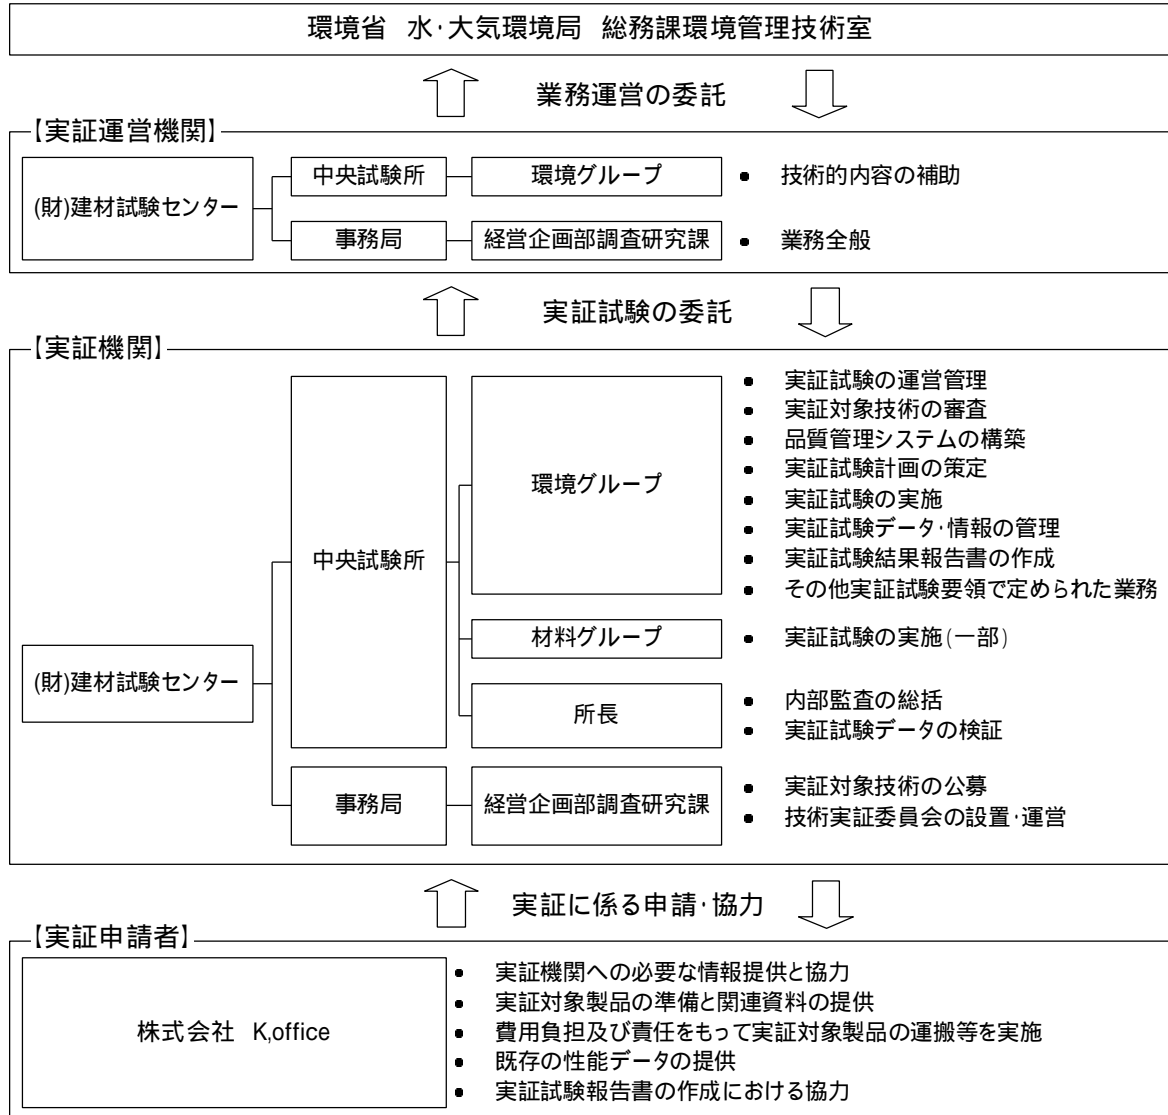 環境省　水・大気環境局　総務課環境管理技術室
業務運営の委託
【実証運営機関】
(財)建材試験センター
中央試験所
環境グループ
● 技術的内容の補助
事務局
経営企画部調査研究課
● 業務全般
実証試験の委託
【実証機関】
(財)建材試験センター
中央試験所
環境グループ
● 実証試験の運営管理
● 実証対象技術の審査
● 品質管理システムの構築
● 実証試験計画の策定
● 実証試験の実施
● 実証試験データ・情報の管理
● 実証試験結果報告書の作成
● その他実証試験要領で定められた業務
材料グループ
● 実証試験の実施(一部)
所長
● 内部監査の総括
● 実証試験データの検証
事務局
経営企画部調査研究課
● 実証対象技術の公募
● 技術実証委員会の設置・運営
実証に係る申請・協力
【実証申請者】
株式会社　K,office
● 実証機関への必要な情報提供と協力
● 実証対象製品の準備と関連資料の提供
● 費用負担及び責任をもって実証対象製品の運搬等を実施
● 既存の性能データの提供
● 実証試験報告書の作成における協力